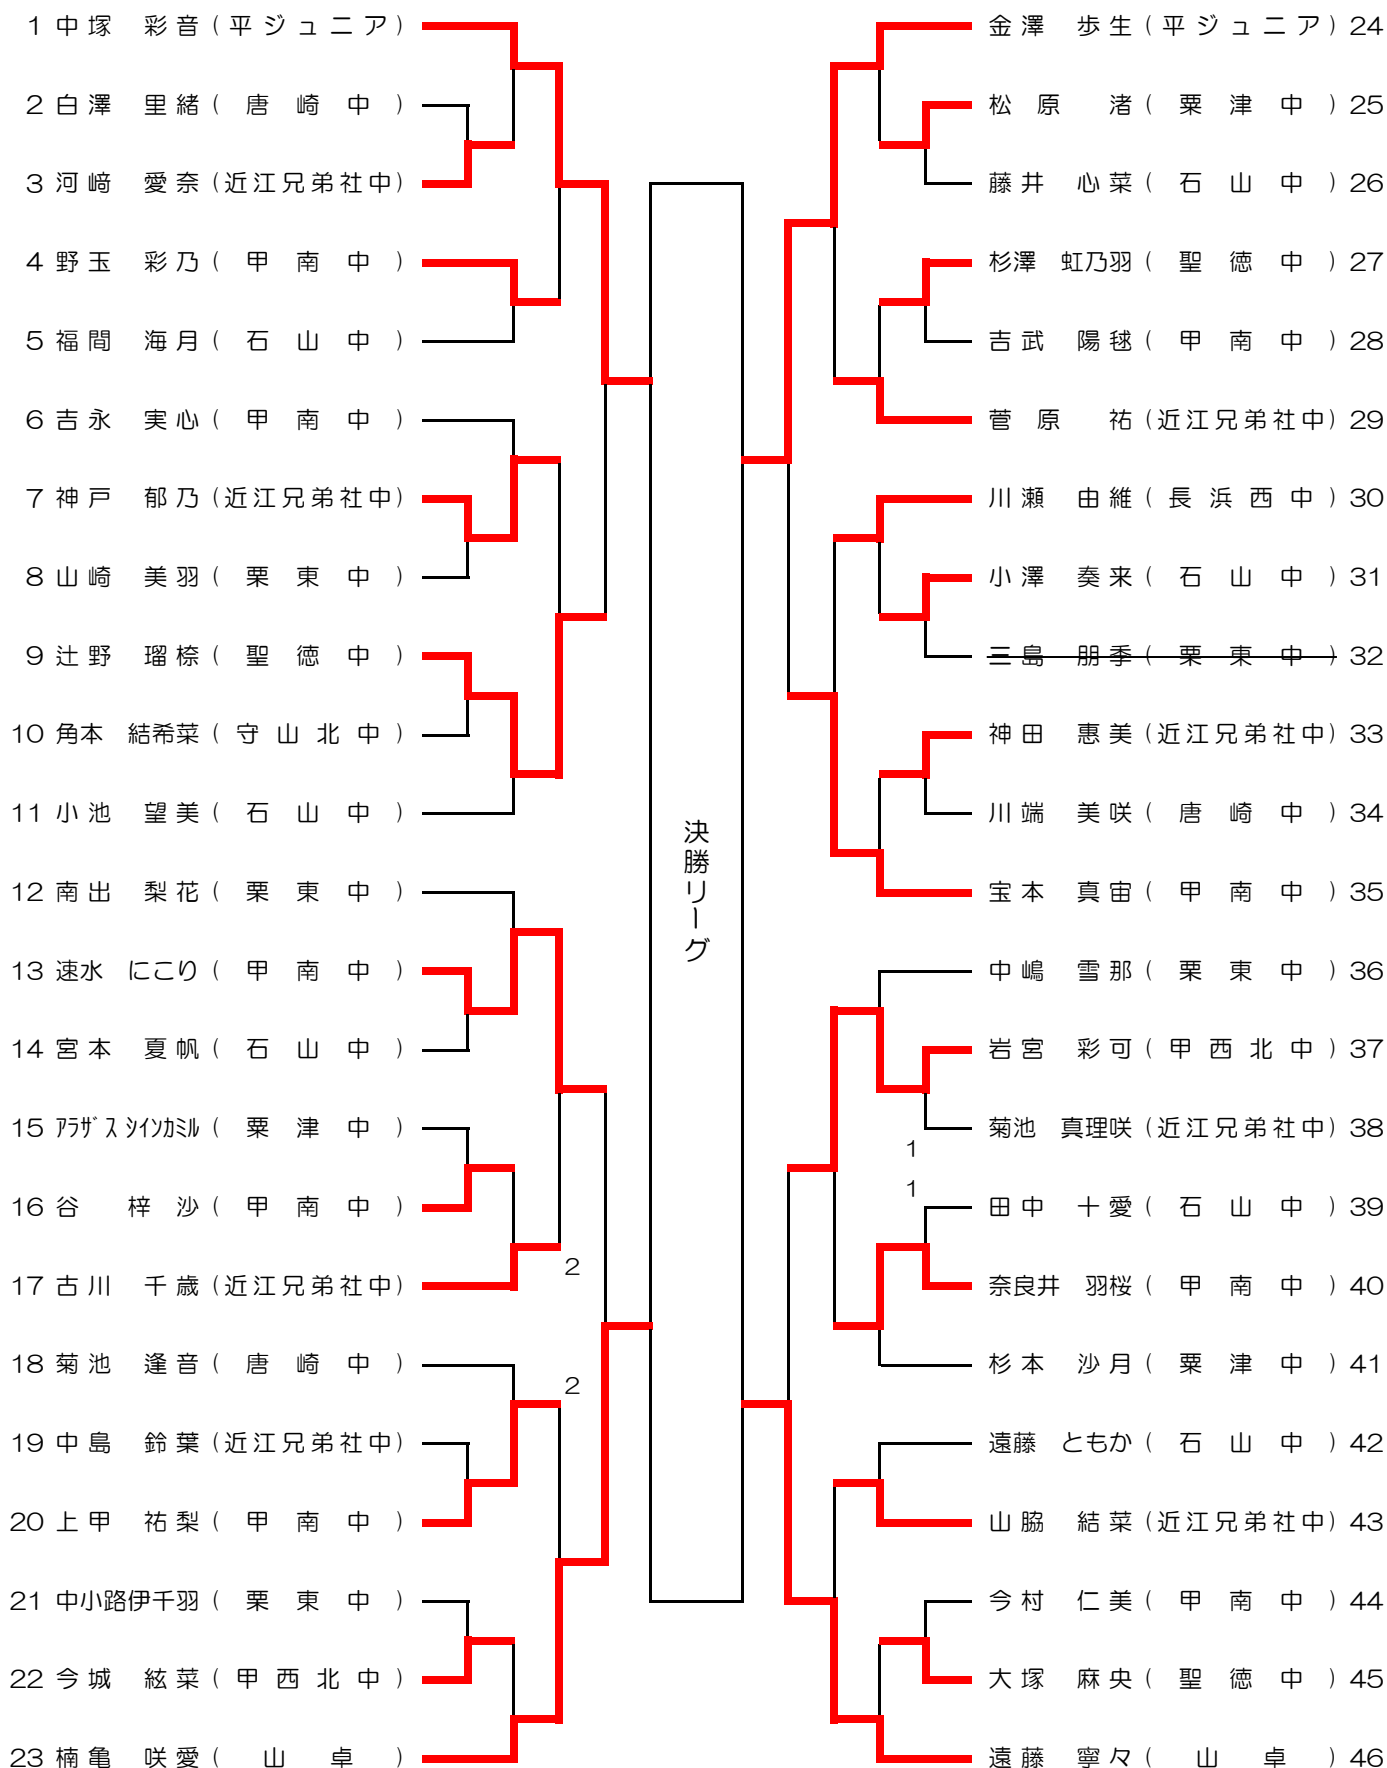 1 中塚 彩音 (平ジュニア)
2 白澤 里緒 (唐崎中)
3 河﨑 愛奈 (近江兄弟社中)
4 野玉 彩乃 (甲南中)
5 福間 海月 (石山中)
6 吉永 実心 (甲南中)
7 神戸 郁乃 (近江兄弟社中)
8 山崎 美羽 (栗東中)
9 辻野 瑠柰 (聖徳中)
10 角本 結希菜 (守山北中)
11 小池 望美 (石山中)
12 南出 梨花 (栗東中)
13 速水 にこり (甲南中)
14 宮本 夏帆 (石山中)
15 ｱﾗｻﾞｽ ｼｲﾝｶﾐﾙ (粟津中)
16 谷 梓沙 (甲南中)
17 古川 千歳 (近江兄弟社中)
2
18 菊池 逢音 (唐崎中)
2
19 中島 鈴葉 (近江兄弟社中)
20 上甲 祐梨 (甲南中)
21 中小路伊千羽 (栗東中)
22 今城 絃菜 (甲西北中)
23 楠亀 咲愛 (山卓)
決勝リーグ
金澤 歩生 (平ジュニア) 24
松原 渚 (粟津中) 25
藤井 心菜 (石山中) 26
杉澤 虹乃羽 (聖徳中) 27
吉武 陽毬 (甲南中) 28
菅原 祐 (近江兄弟社中) 29
川瀬 由維 (長浜西中) 30
小澤 奏来 (石山中) 31
三島 朋季 (栗東中) 32
神田 恵美 (近江兄弟社中) 33
川端 美咲 (唐崎中) 34
宝本 真宙 (甲南中) 35
中嶋 雪那 (栗東中) 36
岩宮 彩可 (甲西北中) 37
菊池 真理咲 (近江兄弟社中) 38
1
1
田中 十愛 (石山中) 39
奈良井 羽桜 (甲南中) 40
杉本 沙月 (粟津中) 41
遠藤 ともか (石山中) 42
山脇 結菜 (近江兄弟社中) 43
今村 仁美 (甲南中) 44
大塚 麻央 (聖徳中) 45
遠藤 寧々 (山卓) 46